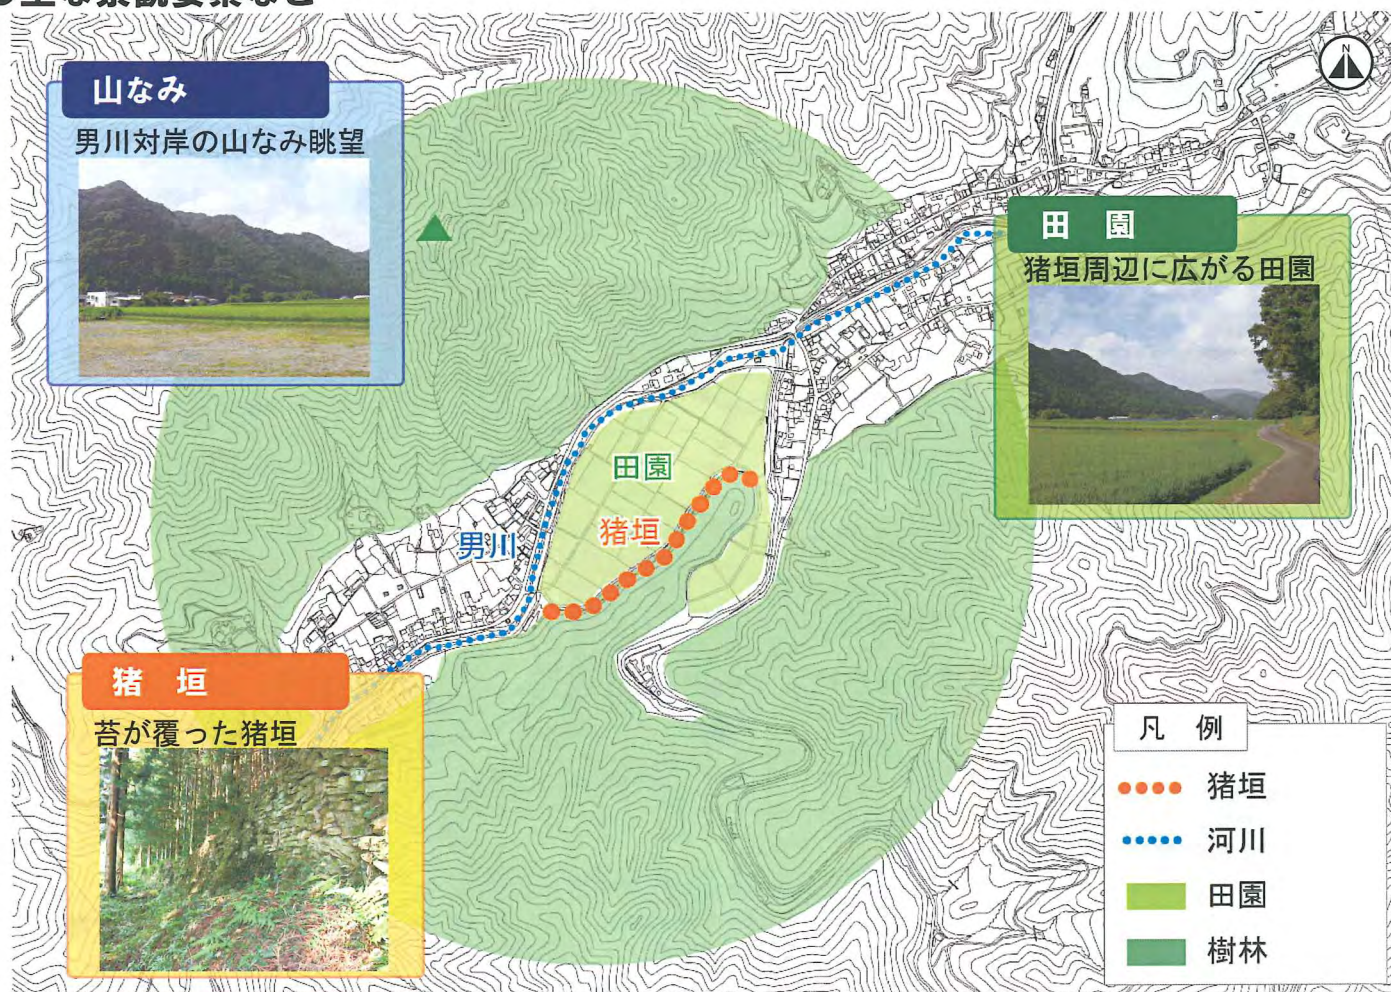 山なみ
男川対岸の山なみ眺望
N
田 園
猪垣周辺に広がる田園
田園
猪垣
男川
猪 垣
苔が覆った猪垣
凡 例
猪垣
河川
田園
樹林